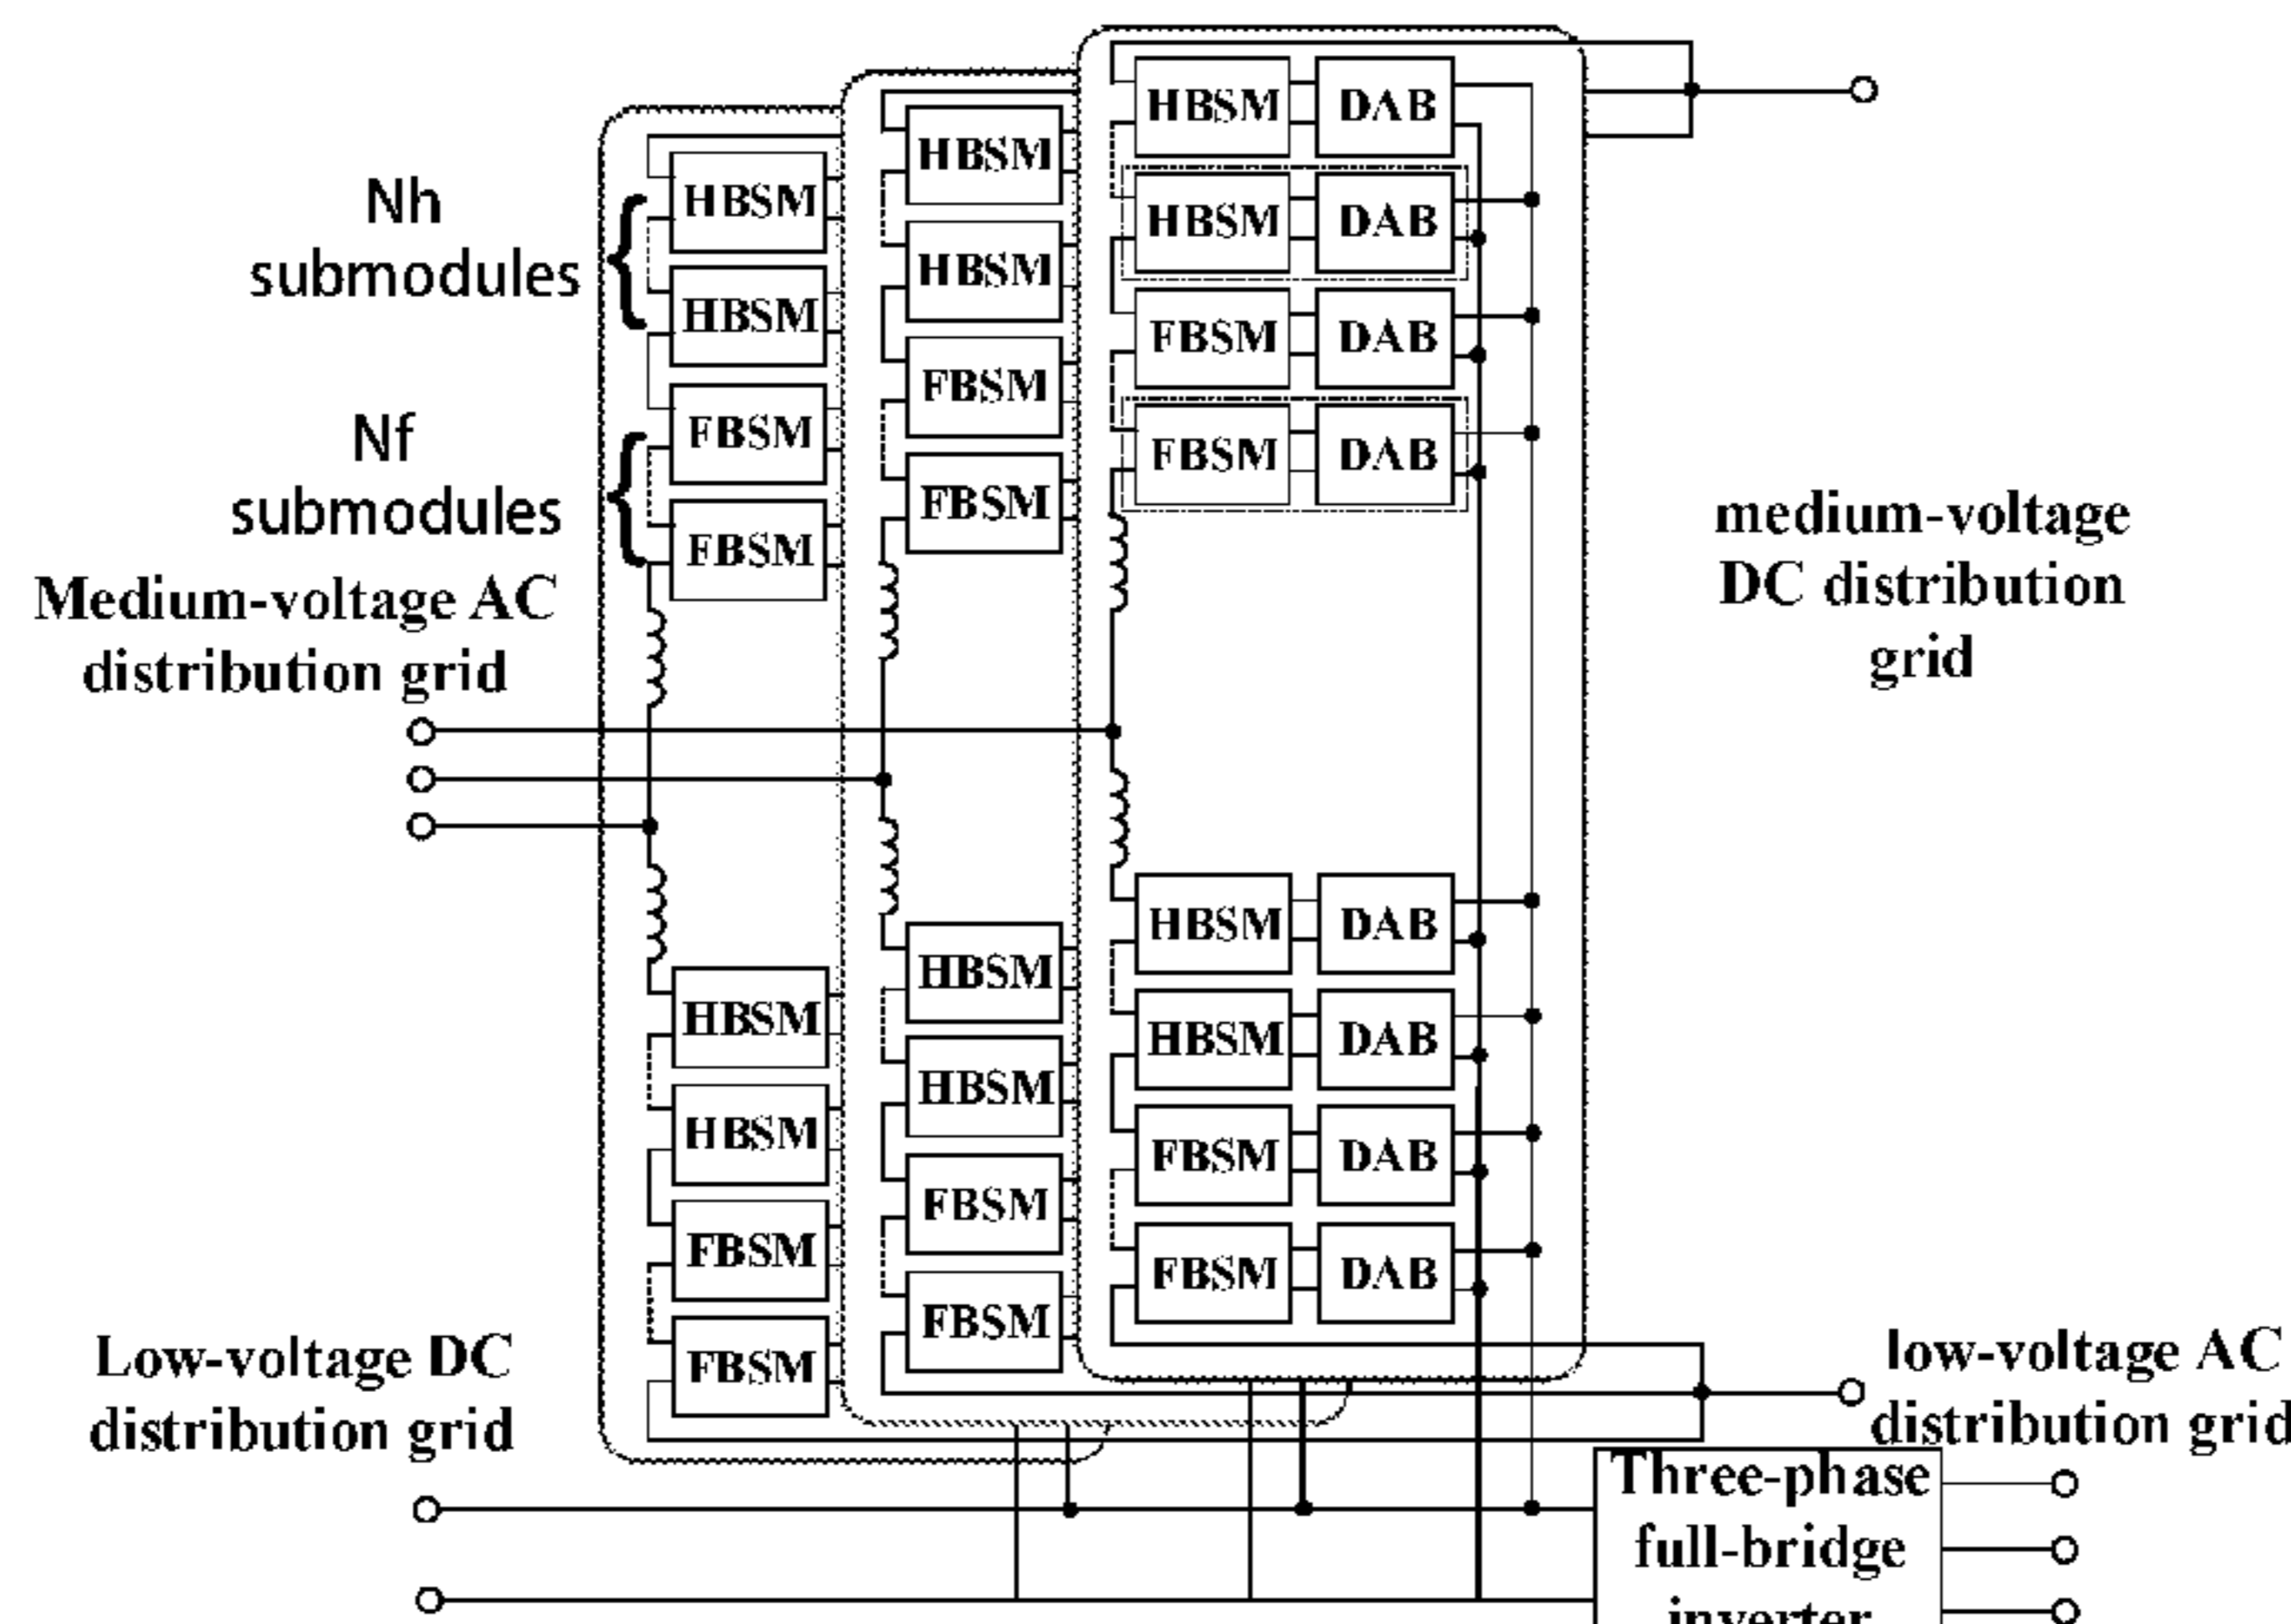 Nh
submodules
Nf
submodules
Medium-voltage AC
distribution grid
Low-voltage DC
distribution grid
HBSM
HBSM
FBSM
FBSM
HBSM
HBSM
FBSM
FBSM
HBSM
HBSM
FBSM
FBSM
HBSM
HBSM
FBSM
FBSM
HBSM DAB
HBSM DAB
FBSM DAB
FBSM DAB
HBSM DAB
HBSM DAB
FBSM DAB
FBSM DAB
medium-voltage
DC distribution
grid
low-voltage AC
distribution grid
Three-phase
full-bridge
inverter